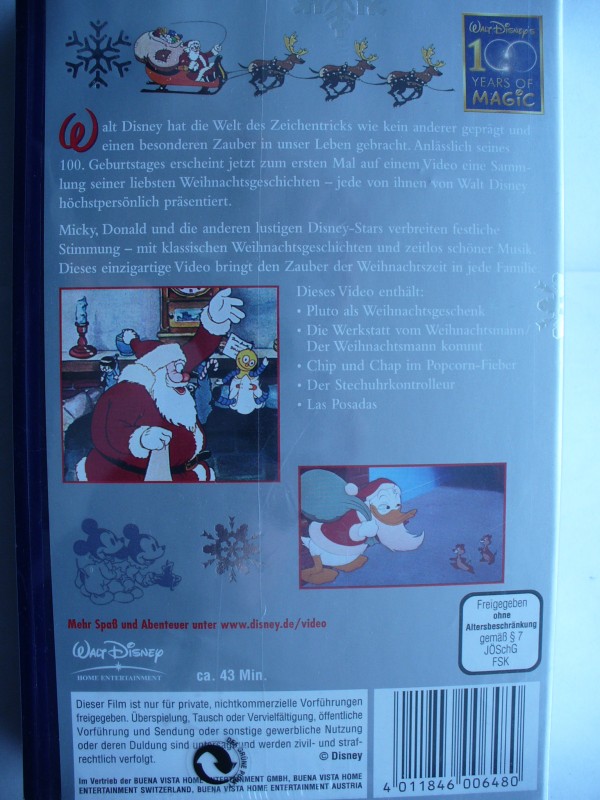 WALT DISNEY'S
100
YEARS OF
MAGIC
Walt Disney hat die Welt des Zeichentricks wie kein anderer geprägt und
einen besonderen Zauber in unser Leben gebracht. Anlässlich seines
100. Geburtstages erscheint jetzt zum ersten Mal auf einem Video eine Samm-
lung seiner liebsten Weihnachtsgeschichten – jede von ihnen von Walt Disney
höchstpersönlich präsentiert.
Micky, Donald und die anderen lustigen Disney-Stars verbreiten festliche
Stimmung – mit klassischen Weihnachtsgeschichten und zeitlos schöner Musik.
Dieses einzigartige Video bringt den Zauber der Weihnachtszeit in jede Familie
Dieses Video enthält:
• Pluto als Weihnachtsgeschenk
• Die Werkstatt vom Weihnachtsmann/
Der Weihnachtsmann kommt
• Chip und Chap im Popcorn-Fieber
• Der Stechuhrkontrolleur
• Las Posadas
Mehr Spaß und Abenteuer unter www.disney.de/video
WALT DISNEY
HOME ENTERTAINMENT
ca. 43 Min.
Freigegeben
ohne
Altersbeschränkung
gemäß § 7
JÖSchG
FSK
Dieser Film ist nur für private, nichtkommerzielle Vorführungen
freigegeben. Überspielung, Tausch oder Vervielfältigung, öffentliche
Vorführung und Sendung oder sonstige gewerbliche Nutzung
oder deren Duldung sind untersagt und werden zivil- und straf-
rechtlich verfolgt.
© Disney
DER GRÜNE
Im Vertrieb der BUENA VISTA HOME ENTERTAINMENT GMBH, BUENA VISTA HOME
ENTERTAINMENT SWITZERLAND, BUENA VISTA HOME ENTERTAINMENT AUSTRIA
4 011846 006480